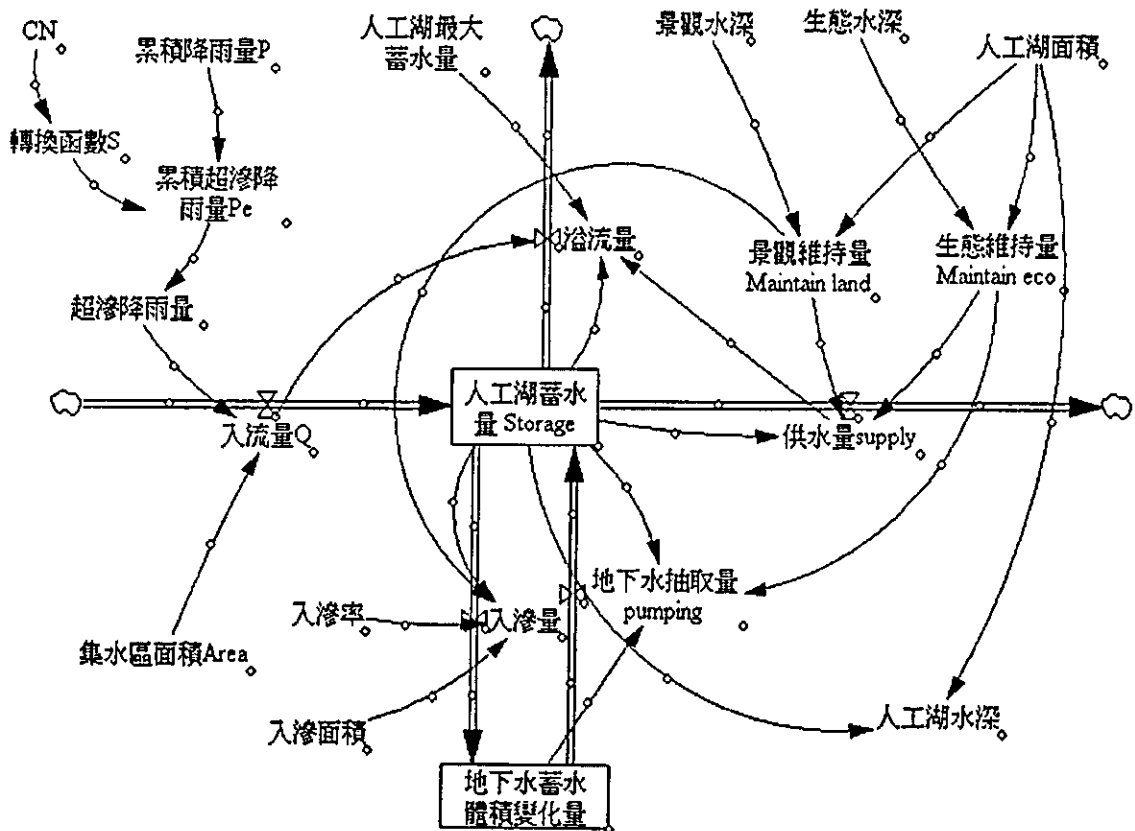 CN
累積降雨量P
人工湖最大
蓄水量
景觀水深
生態水深
人工湖面積
轉換函數S
累積超滲降
雨量Pe
溢流量
景觀維持量
Maintain land
生態維持量
Maintain eco
超滲降雨量
人工湖蓄水
量 Storage
入流量Q
供水量supply
地下水抽取量
pumping
入滲率
入滲量
集水區面積Area
入滲面積
人工湖水深
地下水蓄水
體積變化量